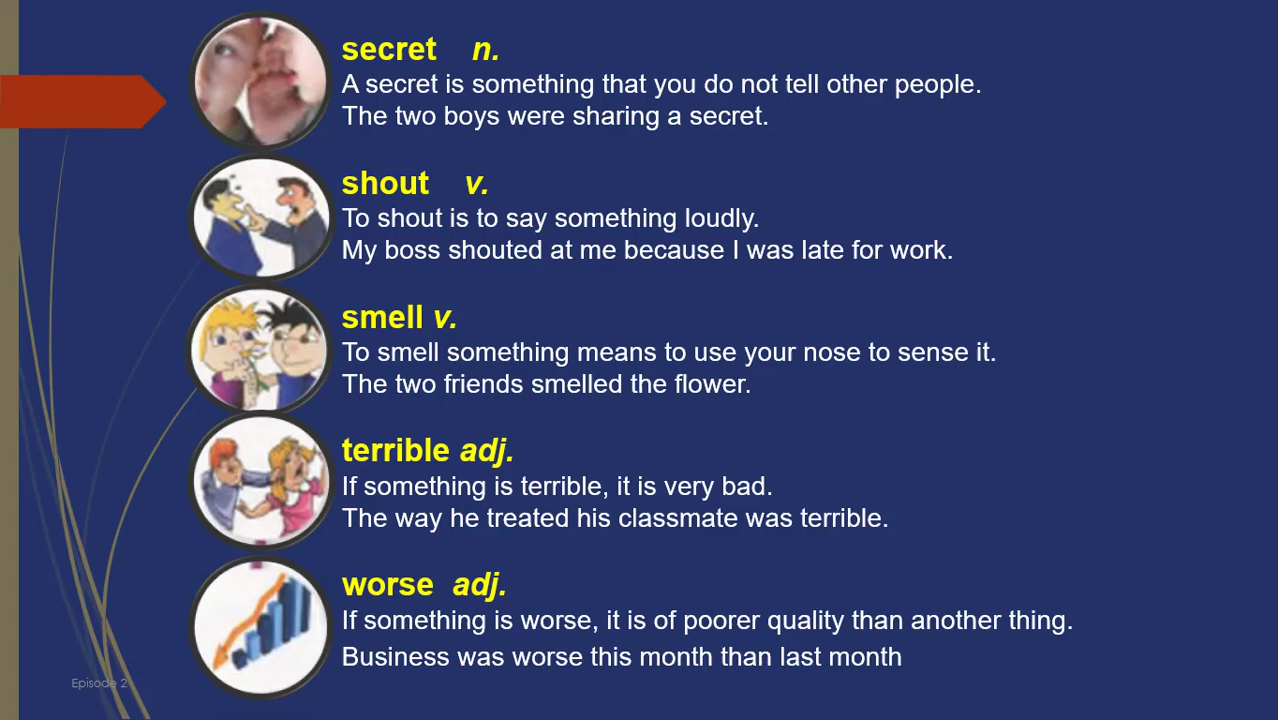 secret n.
A secret is something that you do not tell other people.
The two boys were sharing a secret.
shout v.
To shout is to say something loudly.
My boss shouted at me because I was late for work.
smell v.
To smell something means to use your nose to sense it.
The two friends smelled the flower.
terrible adj.
If something is terrible, it is very bad.
The way he treated his classmate was terrible.
worse adj.
If something is worse, it is of poorer quality than another thing.
Business was worse this month than last month
Episode 2